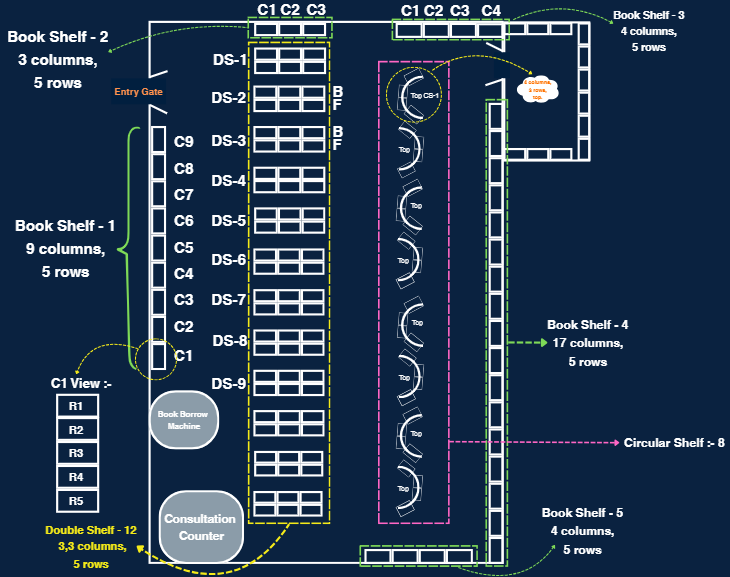 C1 C2 C3
C1 C2 C3 C4
Book Shelf - 3
4 columns,
5 rows
Book Shelf - 2
3 columns,
5 rows
DS-1
DS-2
B
F
DS-3
B
F
DS-4
DS-5
DS-6
DS-7
DS-8
DS-9
Entry Gate
Top CS-1
Top
Top
Top
Top
Top
Top
Top
columns,
rows,
top.
C9
C8
C7
C6
C5
C4
C3
C2
C1
Book Shelf - 1
9 columns,
5 rows
C1 View :-
R1
R2
R3
R4
R5
Book Borrow
Machine
Consultation
Counter
Double Shelf - 12
3,3 columns,
5 rows
Book Shelf - 4
17 columns,
5 rows
Circular Shelf :- 8
Book Shelf - 5
4 columns,
5 rows